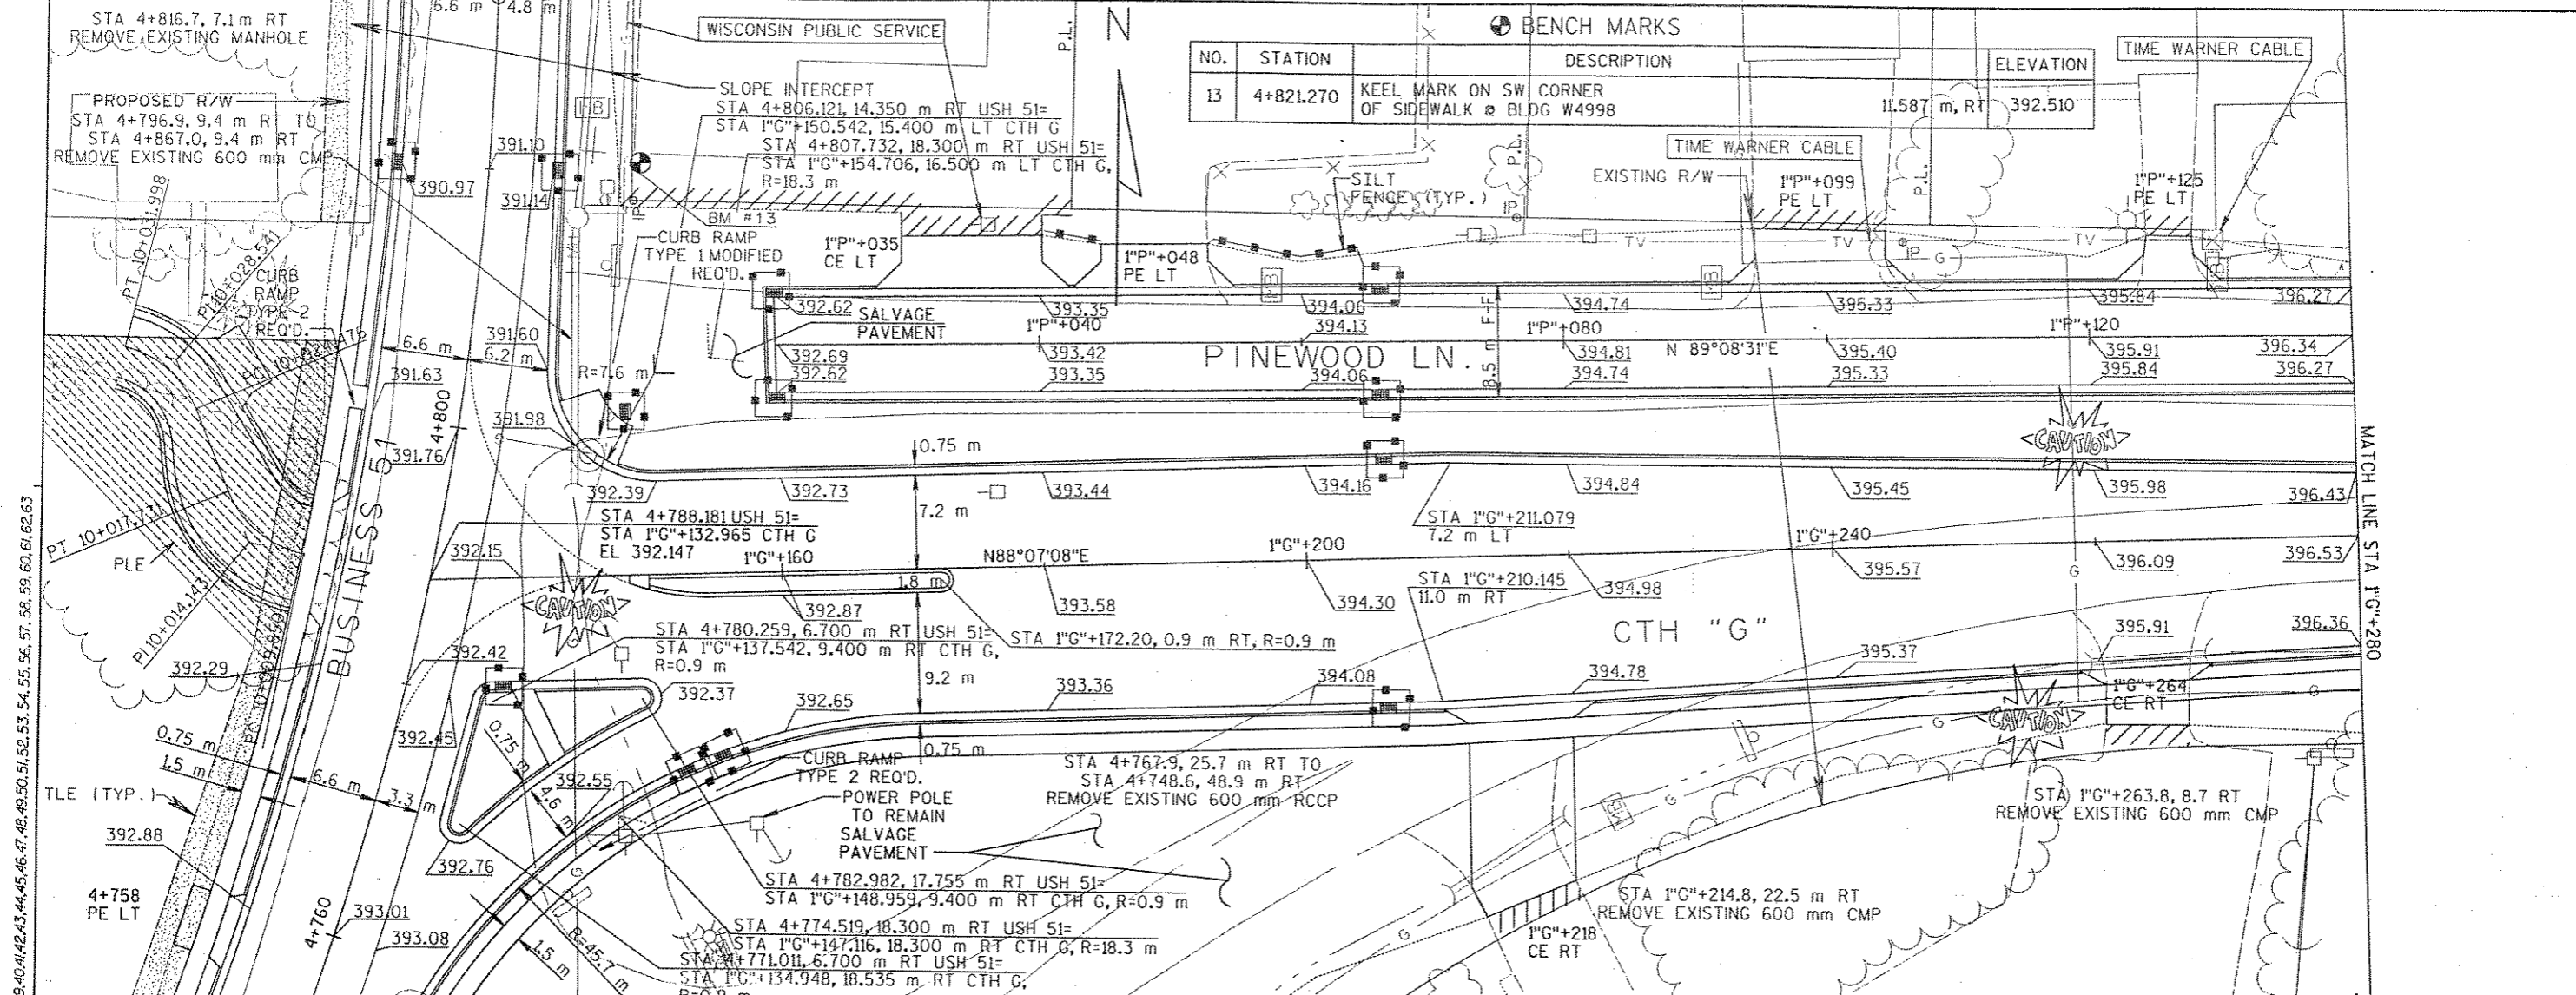 STA 4+816.7, 7.1 m RT
REMOVE EXISTING MANHOLE
6.6 m
4.8 m
WISCONSIN PUBLIC SERVICE
P.L.
N
BENCH MARKS
NO.
STATION
DESCRIPTION
ELEVATION
13
4+821.270
KEEL MARK ON SW CORNER
OF SIDEWALK @ BLDG W4998
11.587 m, RT
392.510
TIME WARNER CABLE
PROPOSED R/W
STA 4+796.9, 9.4 m RT TO
STA 4+867.0, 9.4 m RT
REMOVE EXISTING 600 mm CMP
SLOPE INTERCEPT
STA 4+806.121, 14.350 m RT USH 51=
STA 1"G"+150.542, 15.400 m LT CTH G
STA 4+807.732, 18.300 m RT USH 51=
STA 1"G"+154.706, 16.500 m LT CTH G,
R=18.3 m
391.10
390.97
391.14
BM #13
TIME WARNER CABLE
EXISTING R/W
SILT
FENCE (TYP.)
P.L.
IP
P.L.
1"P"+099
PE LT
1"P"+125
PE LT
CURB RAMP
TYPE 1 MODIFIED
REQ'D.
1"P"+035
CE LT
1"P"+048
PE LT
TV
TV
TV
IP
G
PT 10+031.998
PI 10+028.541
CURB
RAMP
TYPE-2
REQ'D.
392.62
393.35
394.06
394.74
395.33
395.84
396.27
SALVAGE
PAVEMENT
1"P"+040
394.13
1"P"+080
1"P"+120
391.60
6.6 m
6.2 m
392.69
393.42
PINEWOOD LN.
8.5 m F-F
394.81
N 89°08'31"E
395.40
395.91
396.34
391.63
R=7.6 m
392.62
393.35
394.06
394.74
395.33
395.84
396.27
4+800
391.98
391.76
0.75 m
CAUTION
392.39
392.73
393.44
394.16
394.84
395.45
395.98
396.43
MATCH LINE STA 1"G"+280
7.2 m
STA 4+788.181 USH 51=
STA 1"G"+132.965 CTH G
EL 392.147
STA 1"G"+211.079
7.2 m LT
BUSINESS 51
PT 10+017.731
PLE
392.15
1"G"+160
N88°07'08"E
1"G"+200
1"G"+240
396.09
396.53
1.8 m
395.57
G
CAUTION
392.87
393.58
394.30
STA 1"G"+210.145
11.0 m RT
394.98
PI 10+014.143
STA 4+780.259, 6.700 m RT USH 51=
STA 1"G"+137.542, 9.400 m RT CTH G,
R=0.9 m
STA 1"G"+172.20, 0.9 m RT, R=0.9 m
CTH "G"
395.91
396.36
392.29
392.42
392.37
9.2 m
392.65
393.36
394.08
394.78
395.37
1"G"+264
CE RT
CAUTION
0.75 m
1.5 m
392.45
0.75 m
0.75 m
CURB RAMP
TYPE 2 REQ'D.
STA 4+767.9, 25.7 m RT TO
STA 4+748.6, 48.9 m RT
REMOVE EXISTING 600 mm RCCP
TLE (TYP.)
6.6 m
3.3 m
392.55
4.6 m
POWER POLE
TO REMAIN
SALVAGE
PAVEMENT
STA 1"G"+263.8, 8.7 RT
REMOVE EXISTING 600 mm CMP
392.88
392.76
4+758
PE LT
4+760
393.01
393.08
STA 4+782.982, 17.755 m RT USH 51=
STA 1"G"+148.959, 9.400 m RT CTH G, R=0.9 m
STA 1"G"+214.8, 22.5 m RT
REMOVE EXISTING 600 mm CMP
R=45.7 m
1.5 m
STA 4+774.519, 18.300 m RT USH 51=
STA 1"G"+147.116, 18.300 m RT CTH G, R=18.3 m
STA 4+771.011, 6.700 m RT USH 51=
STA 1"G"+134.948, 18.535 m RT CTH G,
1"G"+218
CE RT